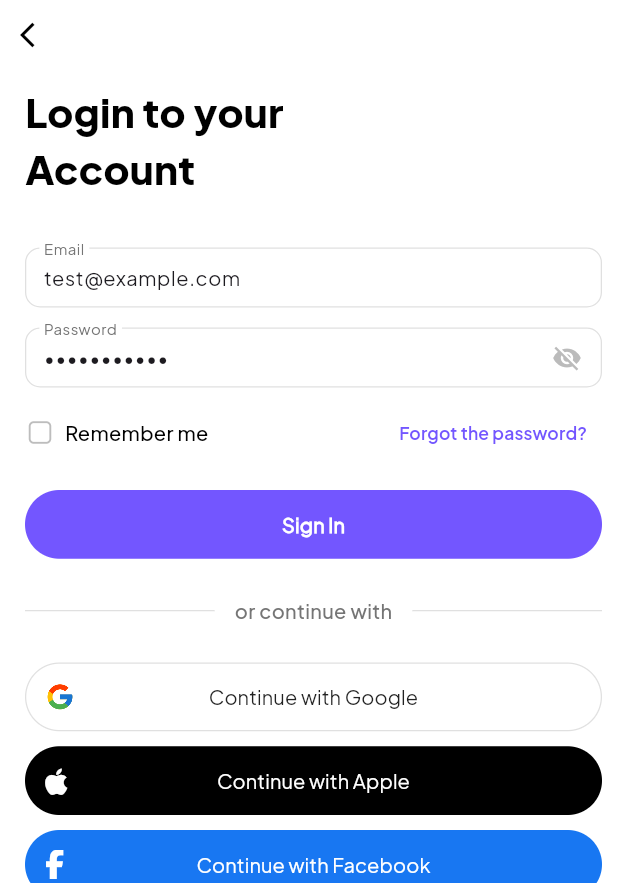 Login to your
Account
Email
test@example.com
Password
•••••••••••
Remember me
Forgot the password?
Sign In
or continue with
Continue with Google
Continue with Apple
Continue with Facebook